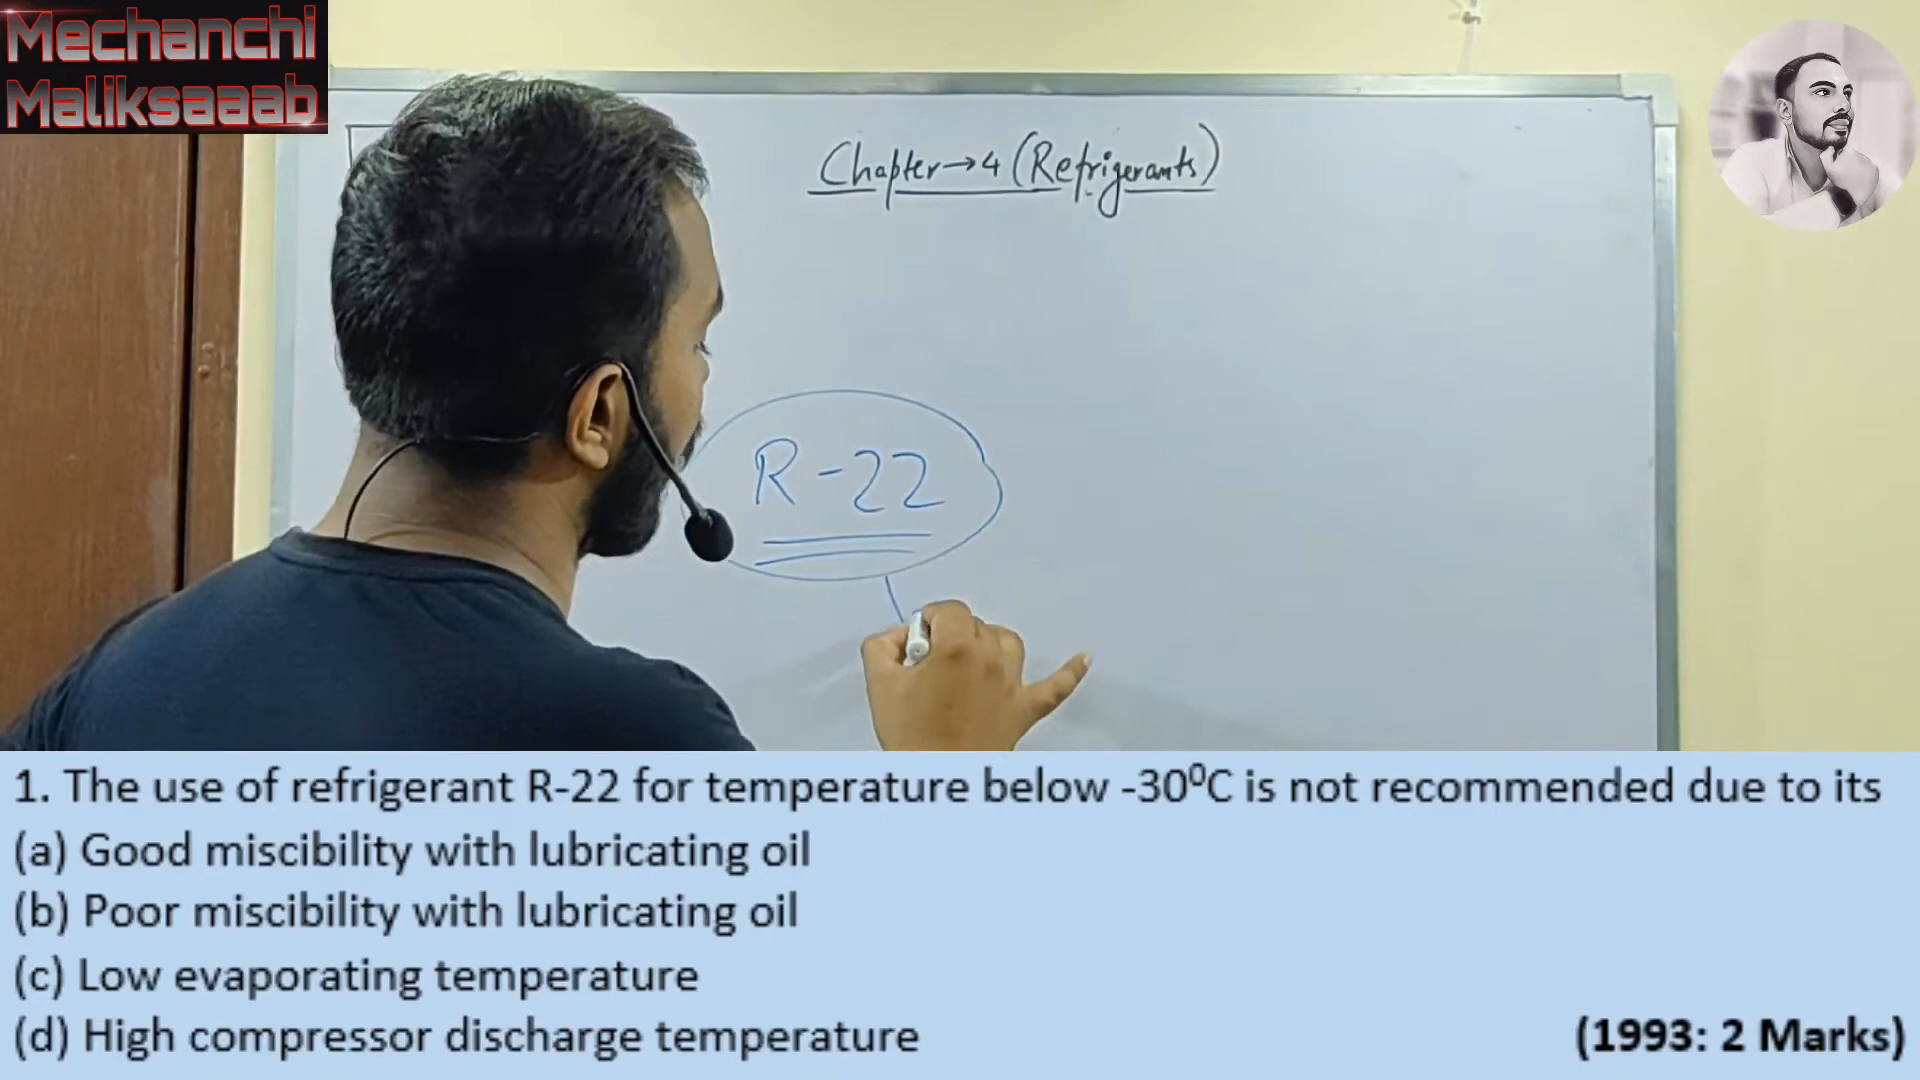 Mechanchi
Maliksaaab
Chapter→4 (Refrigerants)
R-22
1. The use of refrigerant R-22 for temperature below -30⁰C is not recommended due to its
(a) Good miscibility with lubricating oil
(b) Poor miscibility with lubricating oil
(c) Low evaporating temperature
(d) High compressor discharge temperature
(1993: 2 Marks)